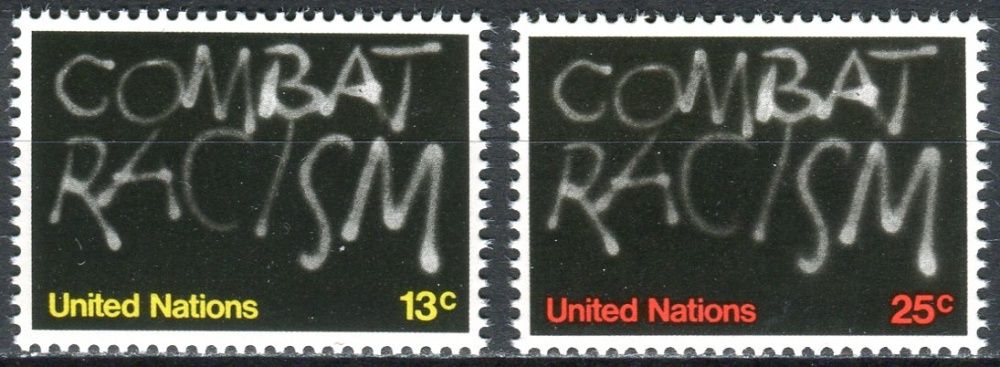 COMBAT
RACISM
United Nations 13c
COMBAT
RACISM
United Nations 25c